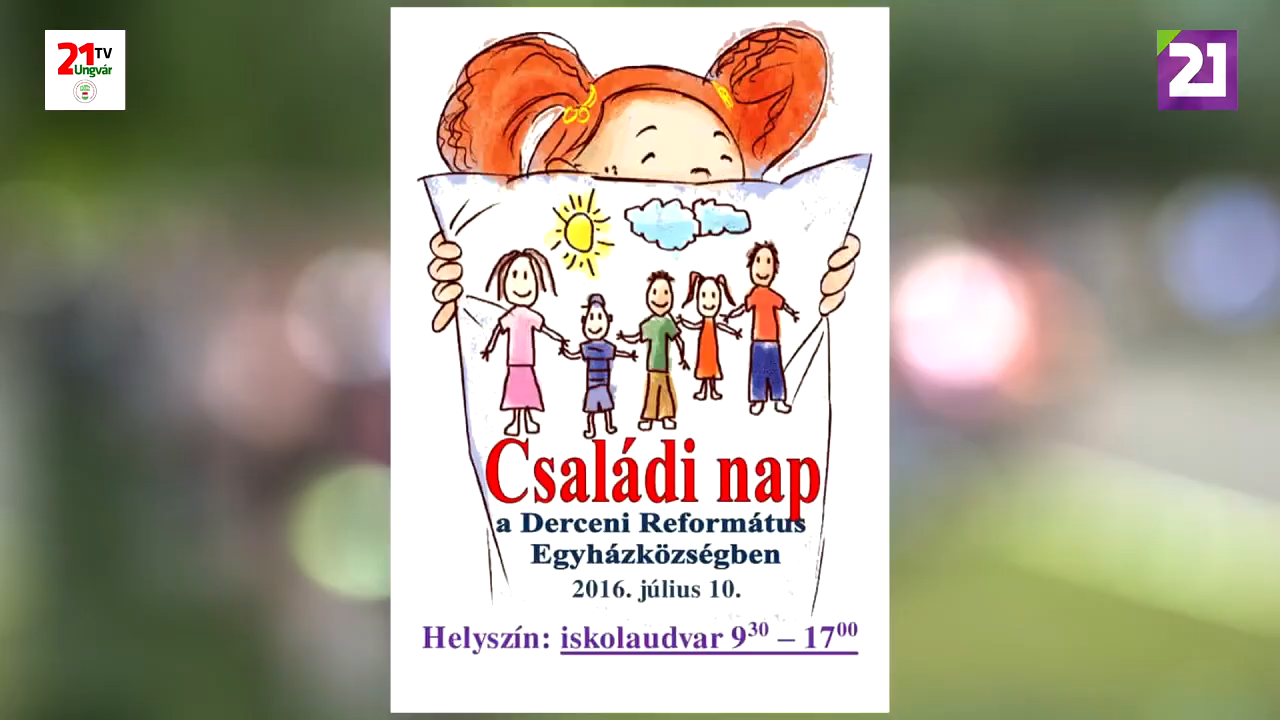 21 TV
Ungvár
21
Családi nap
a Derceni Református
Egyházközségben
2016. július 10.
Helyszín: iskolaudvar 9³⁰ – 17⁰⁰